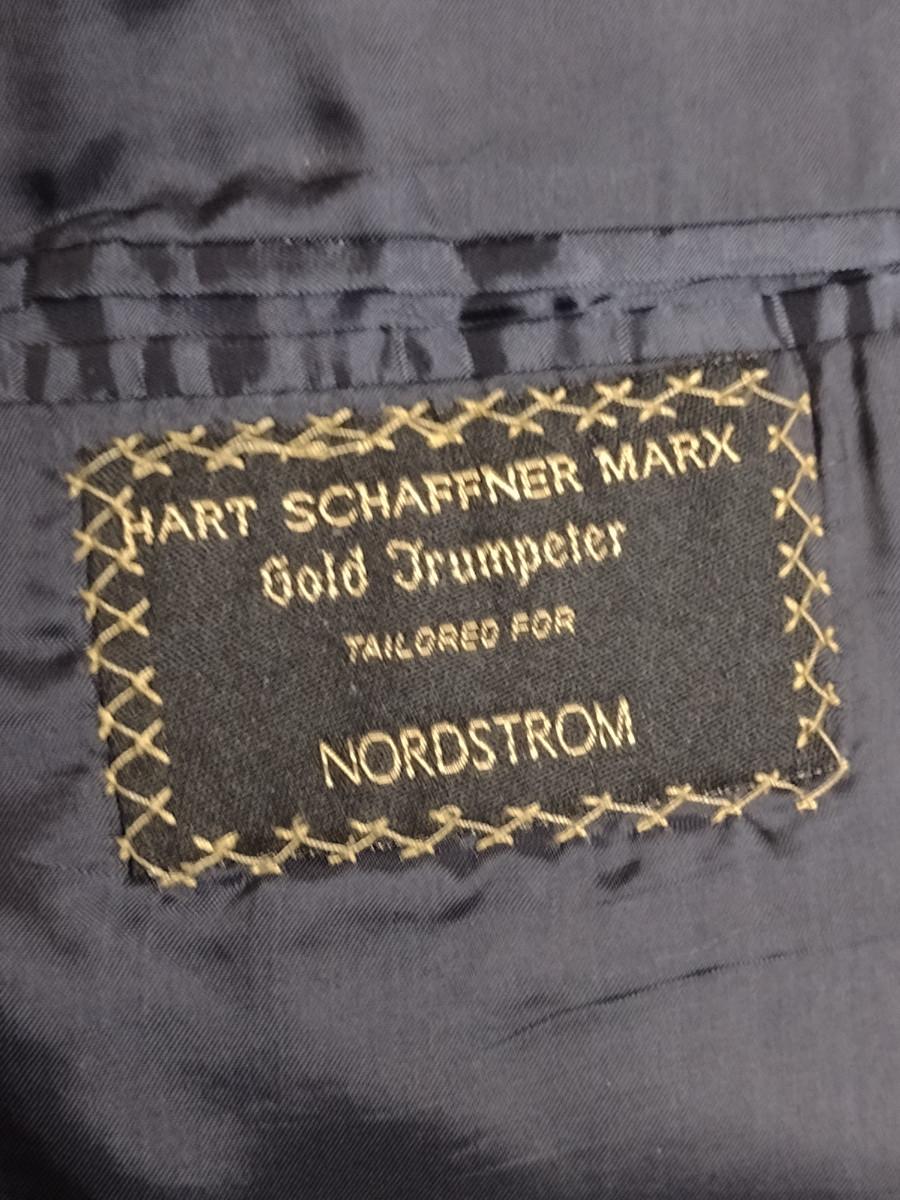 HART SCHAFFNER MARX
Gold Trumpeter
TAILORED FOR
NORDSTROM